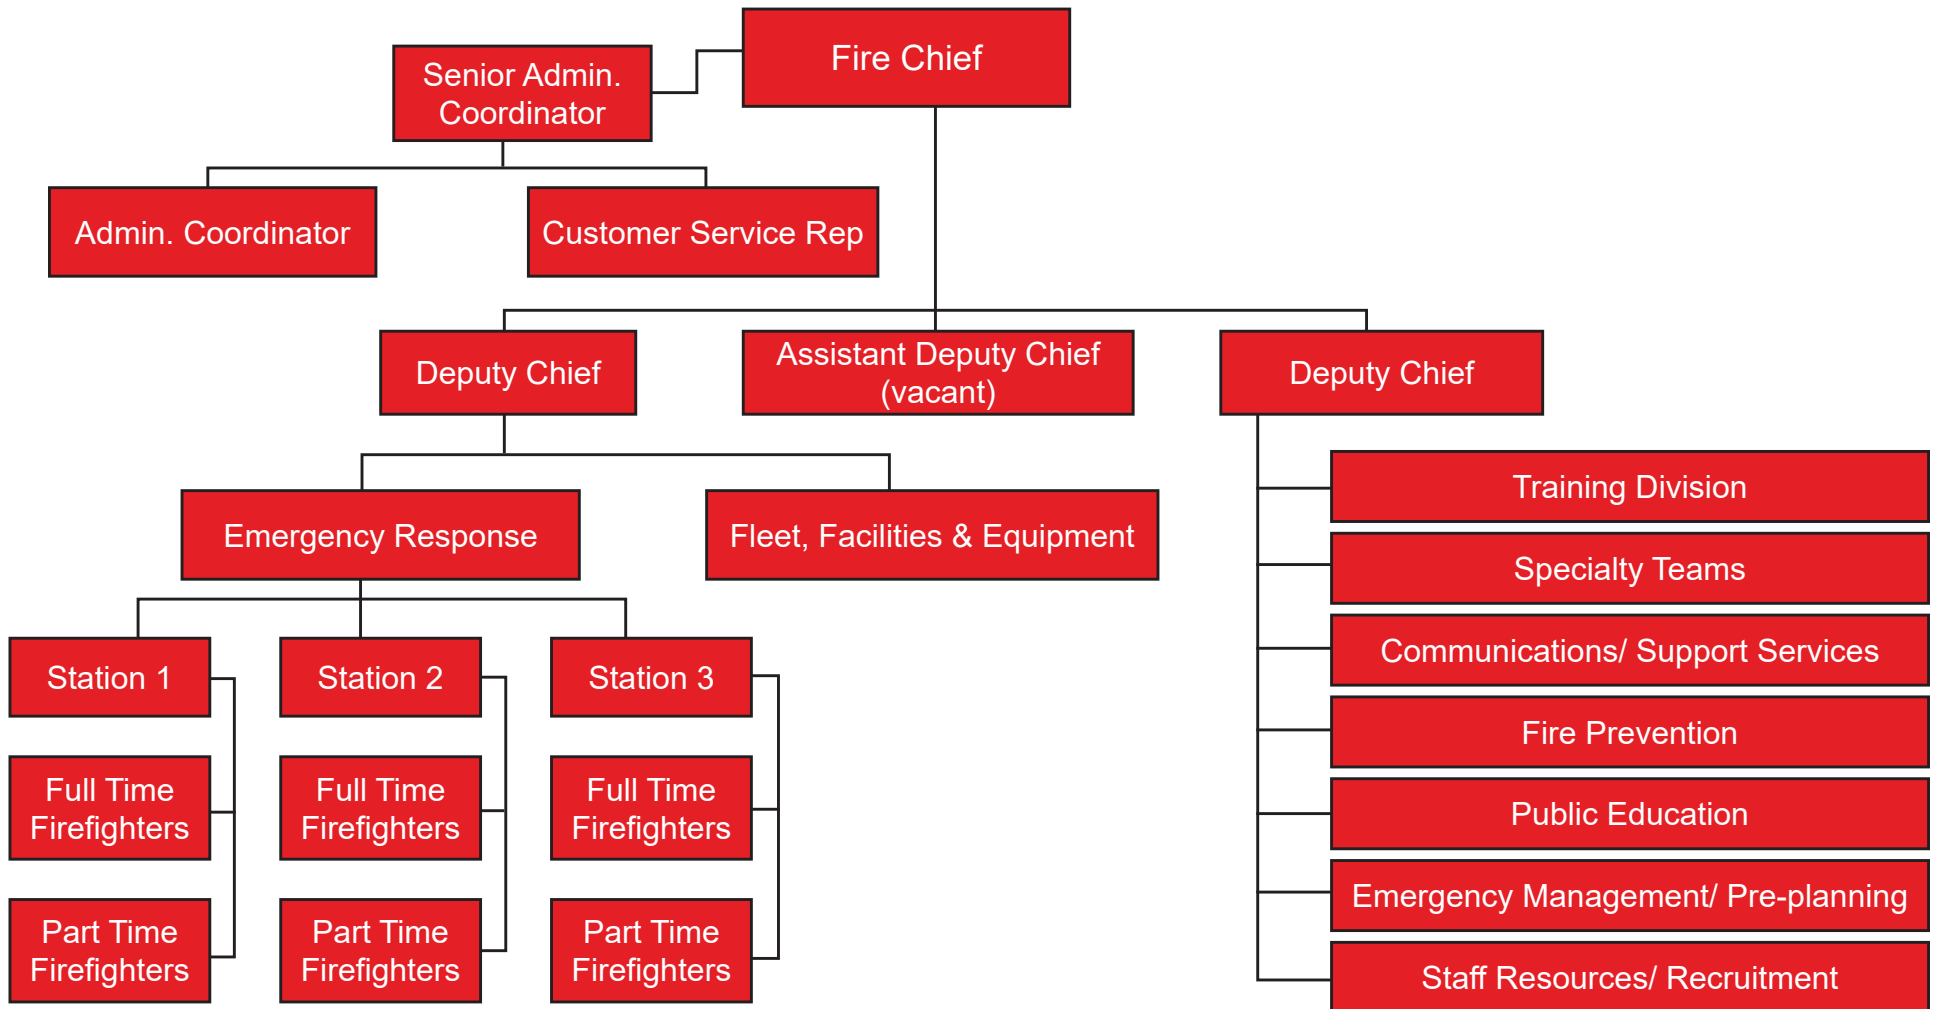 Fire Chief
Senior Admin.
Coordinator
Admin. Coordinator
Customer Service Rep
Deputy Chief
Assistant Deputy Chief
(vacant)
Deputy Chief
Emergency Response
Fleet, Facilities & Equipment
Station 1
Station 2
Station 3
Full Time
Firefighters
Full Time
Firefighters
Full Time
Firefighters
Part Time
Firefighters
Part Time
Firefighters
Part Time
Firefighters
Training Division
Specialty Teams
Communications/ Support Services
Fire Prevention
Public Education
Emergency Management/ Pre-planning
Staff Resources/ Recruitment